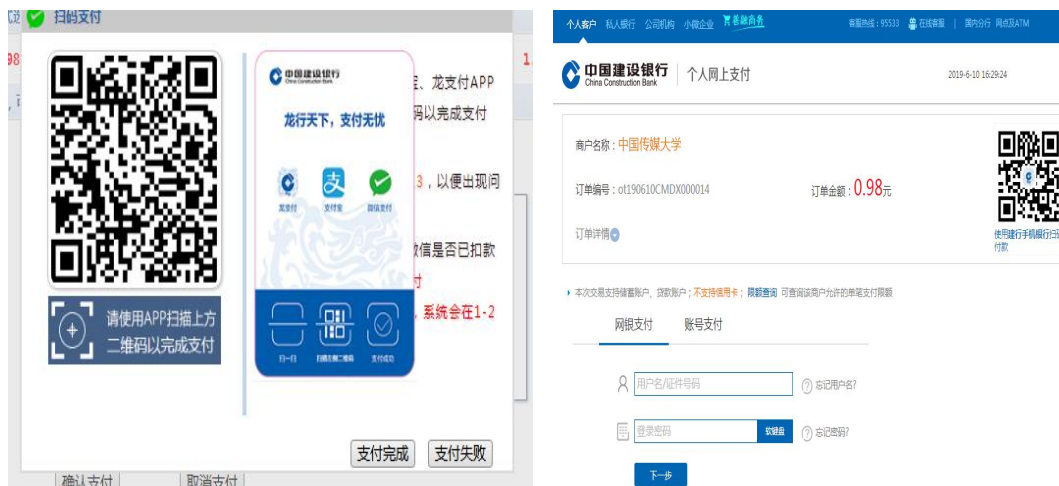 扫码支付
中国建设银行
China Construction Bank
龙行天下，支付无忧
龙支付 支付宝 微信支付
扫一扫 扫描左侧二维码 支付成功
请使用APP扫描上方
二维码以完成支付
、龙支付APP
码以完成支付
3，以便出现问
微信是否已扣款
付
，系统会在1-2
支付完成 支付失败
确认支付 取消支付
个人客户 私人银行 公司机构 小微企业 善融商务 客服热线：95533 在线客服 | 国内分行 网点及ATM
中国建设银行
China Construction Bank
个人网上支付
2019-6-10 16:29:24
商户名称：中国传媒大学
订单编号：ot190610CMDX000014 订单金额：0.98元
订单详情
使用建行手机银行扫码
付款
本次交易支持储蓄账户、贷款账户；不支持信用卡； 限额查询 可查询该商户允许的单笔支付限额
网银支付 账号支付
用户名/证件号码 忘记用户名?
登录密码 软键盘 忘记密码?
下一步